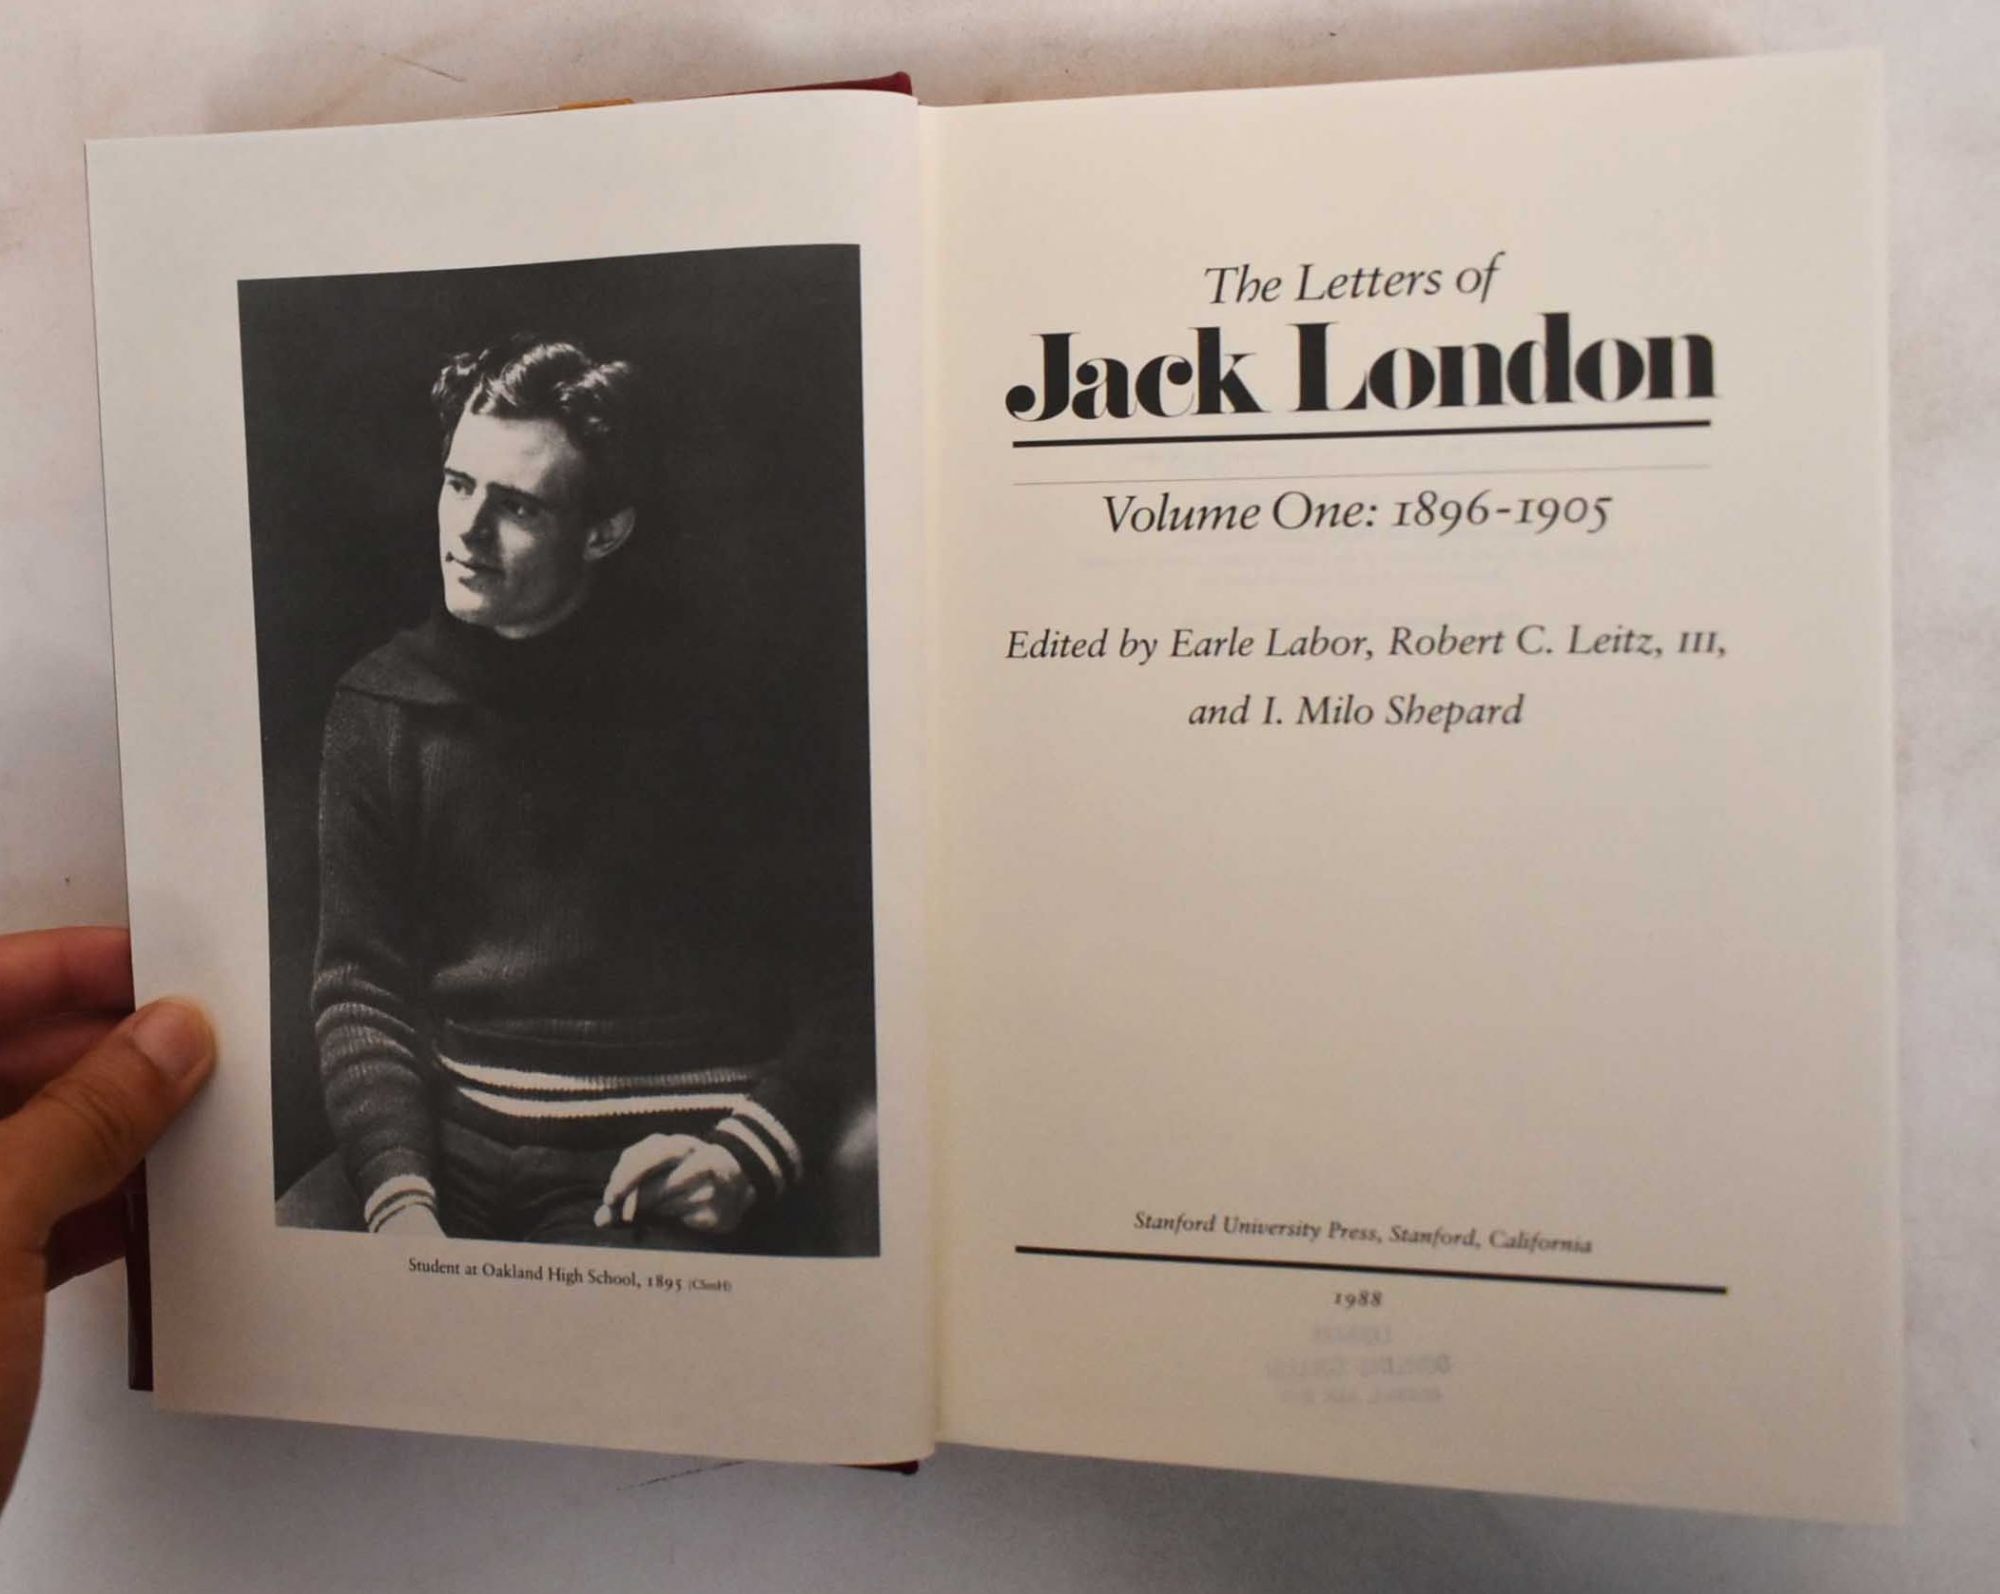 Student at Oakland High School, 1895 (CSmH)
The Letters of
Jack London
Volume One: 1896-1905
Edited by Earle Labor, Robert C. Leitz, III,
and I. Milo Shepard
Stanford University Press, Stanford, California
1988